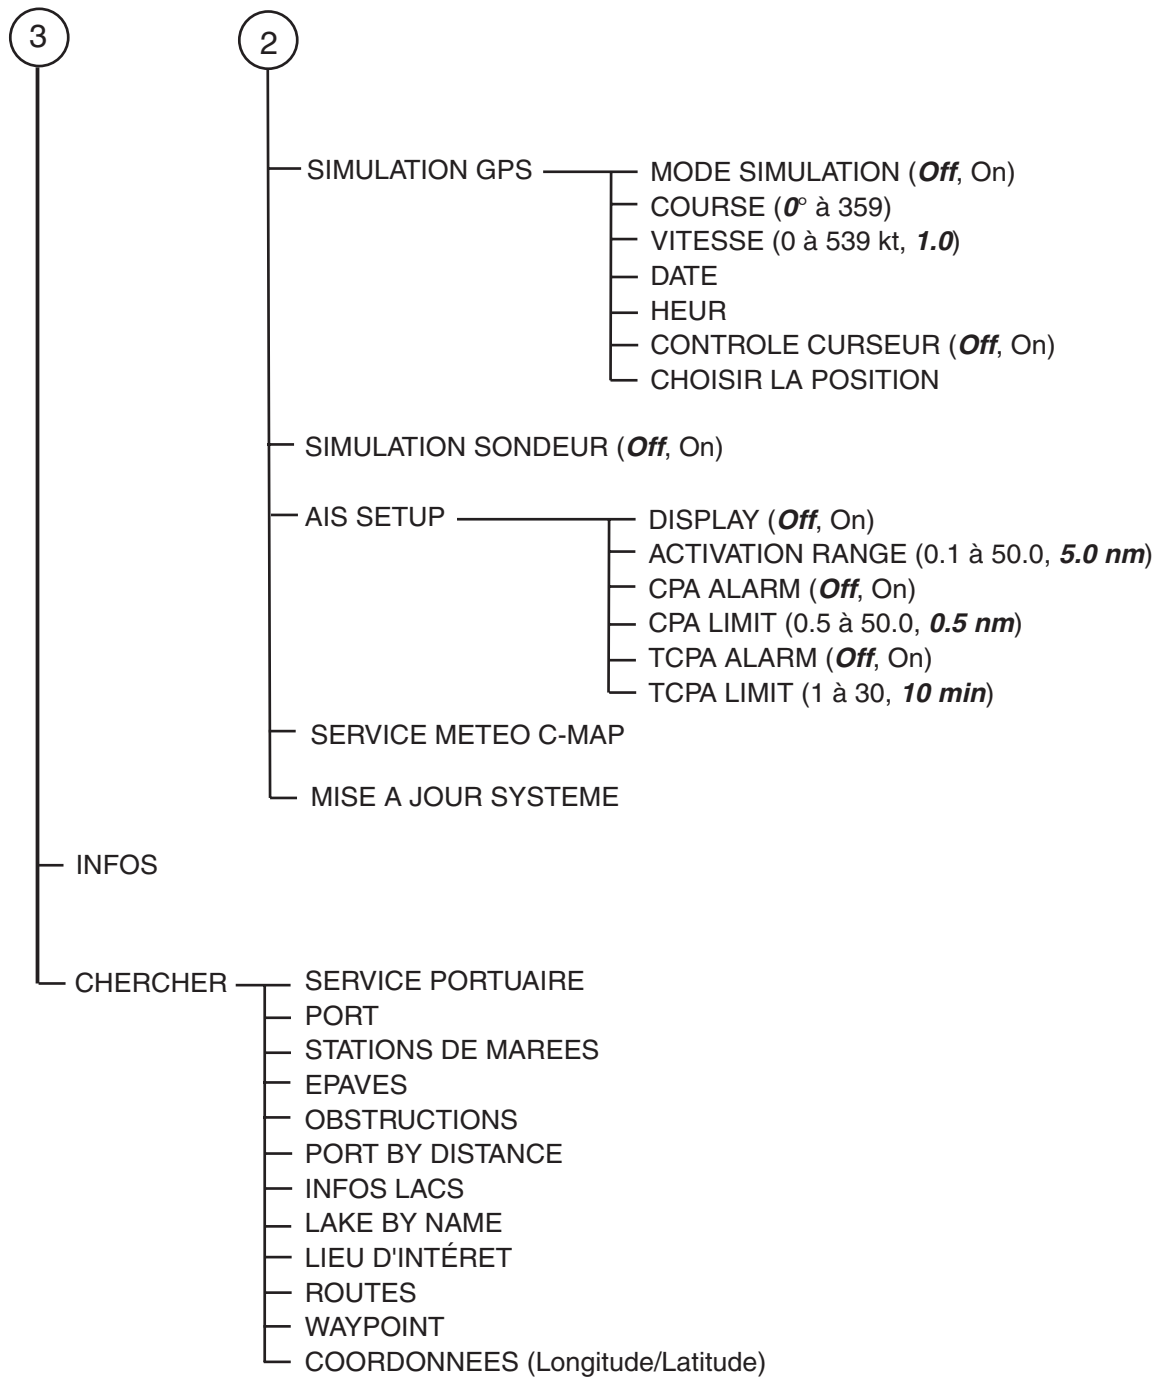 3
2
SIMULATION GPS
MODE SIMULATION (Off, On)
COURSE (0° à 359)
VITESSE (0 à 539 kt, 1.0)
DATE
HEUR
CONTROLE CURSEUR (Off, On)
CHOISIR LA POSITION
SIMULATION SONDEUR (Off, On)
AIS SETUP
DISPLAY (Off, On)
ACTIVATION RANGE (0.1 à 50.0, 5.0 nm)
CPA ALARM (Off, On)
CPA LIMIT (0.5 à 50.0, 0.5 nm)
TCPA ALARM (Off, On)
TCPA LIMIT (1 à 30, 10 min)
SERVICE METEO C-MAP
MISE A JOUR SYSTEME
INFOS
CHERCHER
SERVICE PORTUAIRE
PORT
STATIONS DE MAREES
EPAVES
OBSTRUCTIONS
PORT BY DISTANCE
INFOS LACS
LAKE BY NAME
LIEU D'INTÉRET
ROUTES
WAYPOINT
COORDONNEES (Longitude/Latitude)